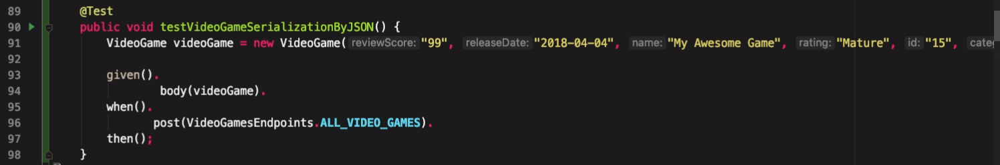 89 @Test
90 public void testVideoGameSerializationByJSON() {
91 VideoGame videoGame = new VideoGame( reviewScore: "99", releaseDate: "2018-04-04", name: "My Awesome Game", rating: "Mature", id: "15", categ
92
93 given().
94 body(videoGame).
95 when().
96 post(VideoGamesEndpoints.ALL_VIDEO_GAMES).
97 then();
98 }